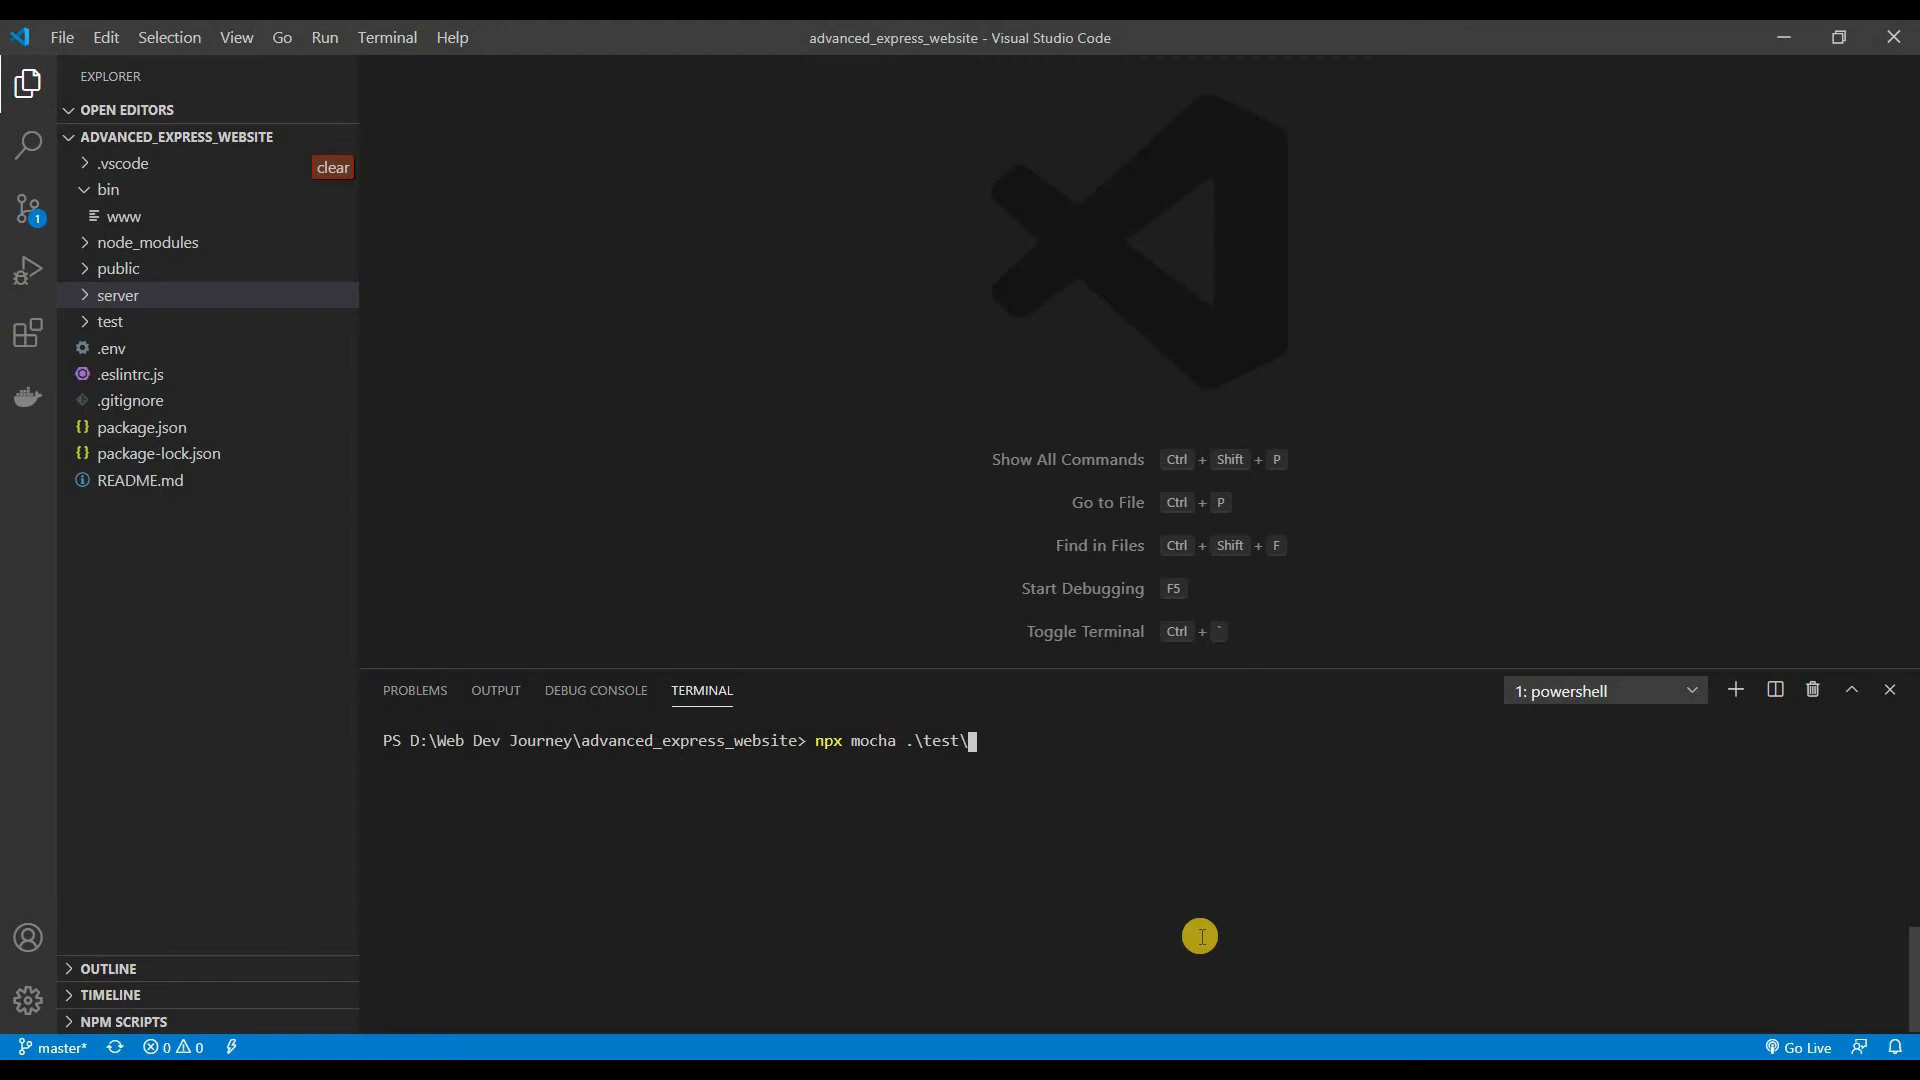 File Edit Selection View Go Run Terminal Help
advanced_express_website - Visual Studio Code
EXPLORER
OPEN EDITORS
ADVANCED_EXPRESS_WEBSITE
.vscode
clear
bin
www
1
node_modules
public
server
test
.env
.eslintrc.js
.gitignore
package.json
package-lock.json
README.md
Show All Commands Ctrl + Shift + P
Go to File Ctrl + P
Find in Files Ctrl + Shift + F
Start Debugging F5
Toggle Terminal Ctrl + `
PROBLEMS OUTPUT DEBUG CONSOLE TERMINAL
1: powershell
PS D:\Web Dev Journey\advanced_express_website> npx mocha .\test\
OUTLINE
TIMELINE
NPM SCRIPTS
master* 0 0
Go Live